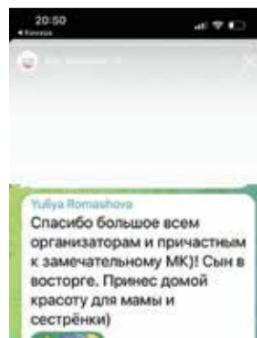 20:50
Yuliya Romashova
Спасибо большое всем
организаторам и причастным
к замечательному МК)! Сын в
восторге. Принес домой
красоту для мамы и
сестрёнки)